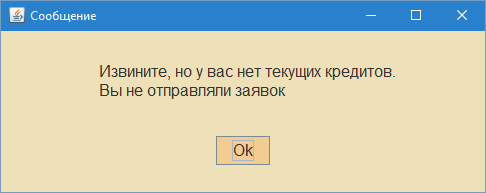 Сообщение
Извините, но у вас нет текущих кредитов.
Вы не отправляли заявок
Ok